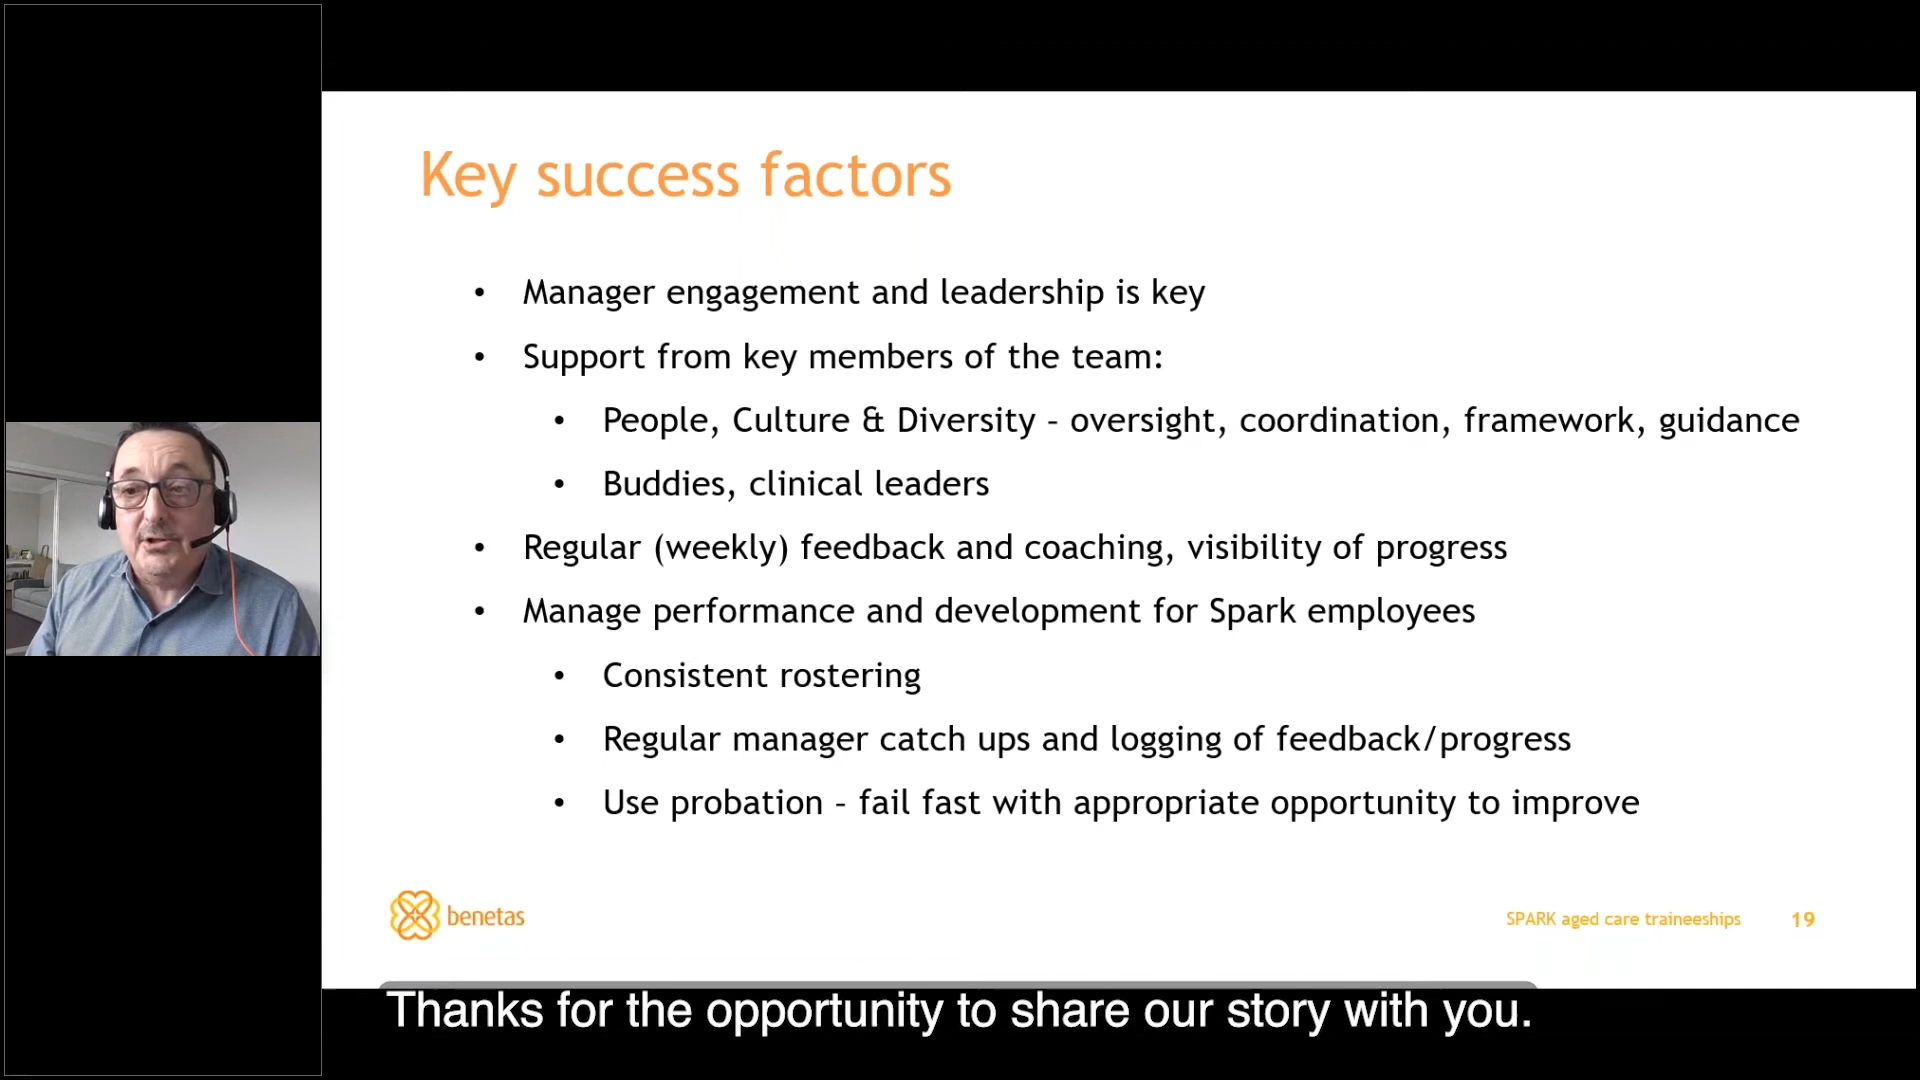 Key success factors
• Manager engagement and leadership is key
• Support from key members of the team:
• People, Culture & Diversity – oversight, coordination, framework, guidance
• Buddies, clinical leaders
• Regular (weekly) feedback and coaching, visibility of progress
• Manage performance and development for Spark employees
• Consistent rostering
• Regular manager catch ups and logging of feedback/progress
• Use probation – fail fast with appropriate opportunity to improve
benetas
SPARK aged care traineeships 19
Thanks for the opportunity to share our story with you.